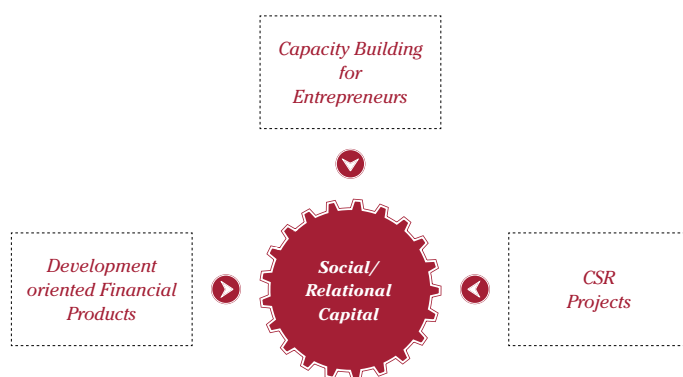 Capacity Building
for
Entrepreneurs
Development
oriented Financial
Products
Social/
Relational
Capital
CSR
Projects